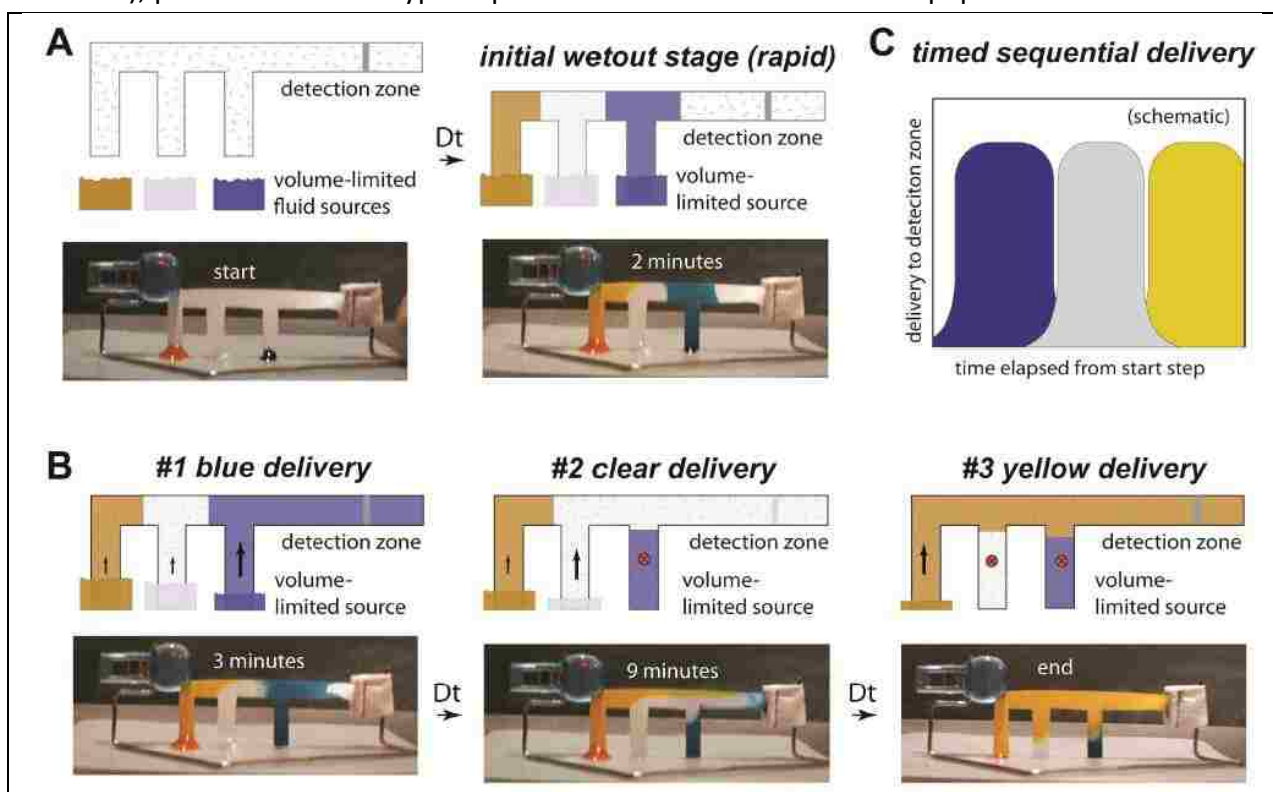 A
detection zone
volume-limited
fluid sources
start
initial wetout stage (rapid)
Dt
detection zone
volume-
limited source
2 minutes
C timed sequential delivery
(schematic)
delivery to deteciton zone
time elapsed from start step
B
#1 blue delivery
detection zone
volume-
limited source
3 minutes
Dt
#2 clear delivery
detection zone
volume-
limited source
9 minutes
Dt
#3 yellow delivery
detection zone
volume-
limited source
end